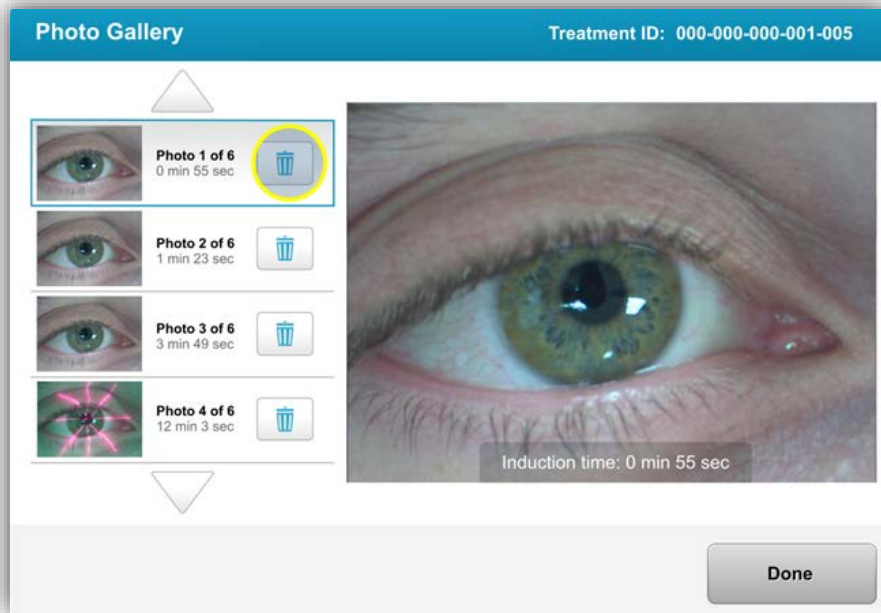 Photo Gallery
Treatment ID: 000-000-000-001-005
Photo 1 of 6
0 min 55 sec
Photo 2 of 6
1 min 23 sec
Photo 3 of 6
3 min 49 sec
Photo 4 of 6
12 min 3 sec
Induction time: 0 min 55 sec
Done